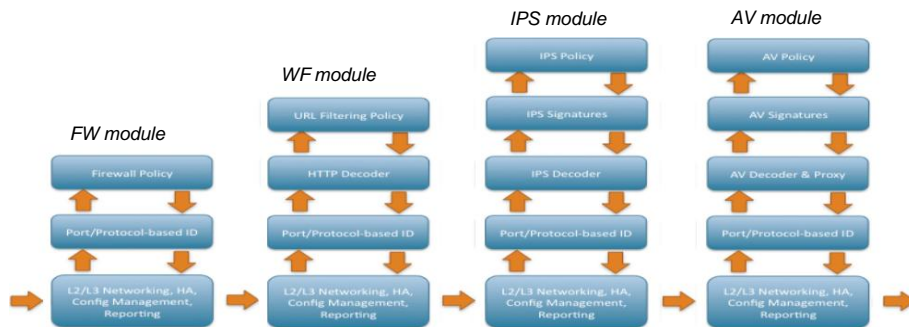 FW module
Firewall Policy
Port/Protocol-based ID
L2/L3 Networking, HA,
Config Management,
Reporting
WF module
URL Filtering Policy
HTTP Decoder
Port/Protocol-based ID
L2/L3 Networking, HA,
Config Management,
Reporting
IPS module
IPS Policy
IPS Signatures
IPS Decoder
Port/Protocol-based ID
L2/L3 Networking, HA,
Config Management,
Reporting
AV module
AV Policy
AV Signatures
AV Decoder & Proxy
Port/Protocol-based ID
L2/L3 Networking, HA,
Config Management,
Reporting